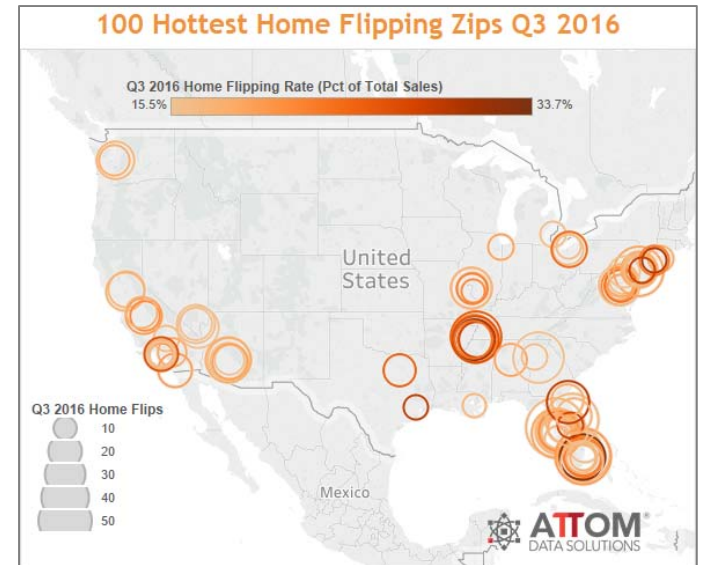 100 Hottest Home Flipping Zips Q3 2016
Q3 2016 Home Flipping Rate (Pct of Total Sales)
15.5% 33.7%
United
States
Q3 2016 Home Flips
10
20
30
40
50
Mexico
ATTOM
DATA SOLUTIONS